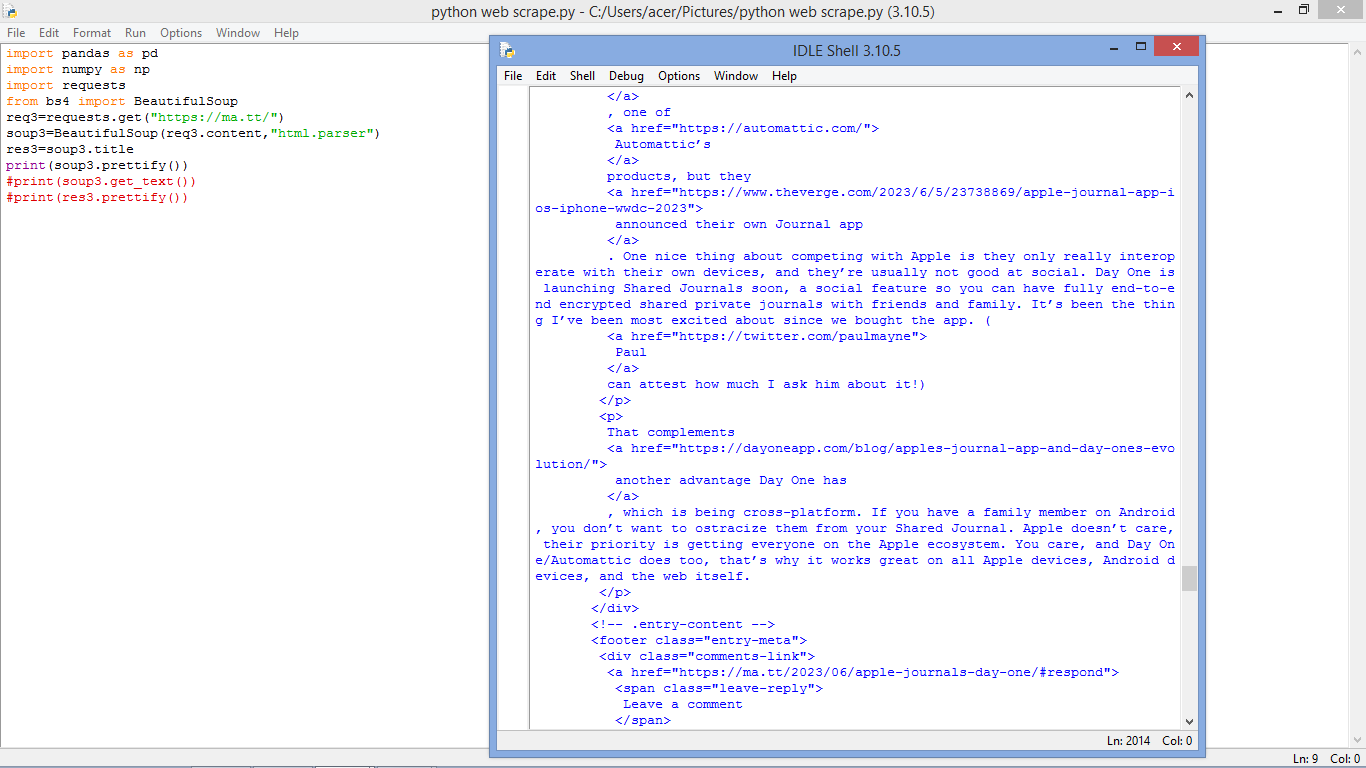 python web scrape.py - C:/Users/acer/Pictures/python web scrape.py (3.10.5)
File Edit Format Run Options Window Help
import pandas as pd
import numpy as np
import requests
from bs4 import BeautifulSoup
req3=requests.get("https://ma.tt/")
soup3=BeautifulSoup(req3.content,"html.parser")
res3=soup3.title
print(soup3.prettify())
#print(soup3.get_text())
#print(res3.prettify())
IDLE Shell 3.10.5
File Edit Shell Debug Options Window Help
</a>
, one of
<a href="https://automattic.com/">
Automattic’s
</a>
products, but they
<a href="https://www.theverge.com/2023/6/5/23738869/apple-journal-app-i
os-iphone-wwdc-2023">
announced their own Journal app
</a>
. One nice thing about competing with Apple is they only really interop
erate with their own devices, and they’re usually not good at social. Day One is
launching Shared Journals soon, a social feature so you can have fully end-to-e
nd encrypted shared private journals with friends and family. It’s been the thin
g I’ve been most excited about since we bought the app. (
<a href="https://twitter.com/paulmayne">
Paul
</a>
can attest how much I ask him about it!)
</p>
<p>
That complements
<a href="https://dayoneapp.com/blog/apples-journal-app-and-day-ones-evo
lution/">
another advantage Day One has
</a>
, which is being cross-platform. If you have a family member on Android
, you don’t want to ostracize them from your Shared Journal. Apple doesn’t care,
their priority is getting everyone on the Apple ecosystem. You care, and Day On
e/Automattic does too, that’s why it works great on all Apple devices, Android d
evices, and the web itself.
</p>
</div>
<!-- .entry-content -->
<footer class="entry-meta">
<div class="comments-link">
<a href="https://ma.tt/2023/06/apple-journals-day-one/#respond">
<span class="leave-reply">
Leave a comment
</span>
Ln: 2014 Col: 0
Ln: 9 Col: 0